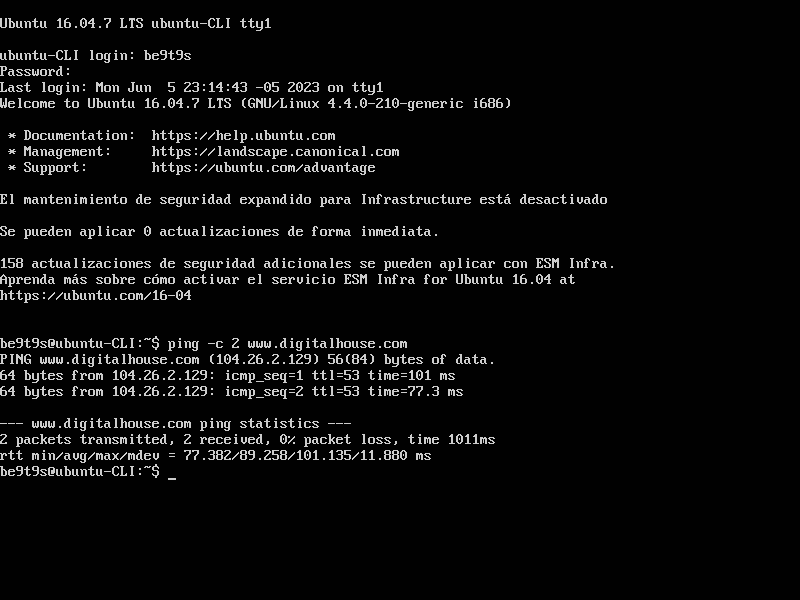 Ubuntu 16.04.7 LTS ubuntu-CLI tty1
ubuntu-CLI login: be9t9s
Password:
Last login: Mon Jun  5 23:14:43 -05 2023 on tty1
Welcome to Ubuntu 16.04.7 LTS (GNU/Linux 4.4.0-210-generic i686)
 * Documentation:  https://help.ubuntu.com
 * Management:     https://landscape.canonical.com
 * Support:        https://ubuntu.com/advantage
El mantenimiento de seguridad expandido para Infrastructure está desactivado
Se pueden aplicar 0 actualizaciones de forma inmediata.
158 actualizaciones de seguridad adicionales se pueden aplicar con ESM Infra.
Aprenda más sobre cómo activar el servicio ESM Infra for Ubuntu 16.04 at
https://ubuntu.com/16-04
be9t9s@ubuntu-CLI:~$ ping -c 2 www.digitalhouse.com
PING www.digitalhouse.com (104.26.2.129) 56(84) bytes of data.
64 bytes from 104.26.2.129: icmp_seq=1 ttl=53 time=101 ms
64 bytes from 104.26.2.129: icmp_seq=2 ttl=53 time=77.3 ms
--- www.digitalhouse.com ping statistics ---
2 packets transmitted, 2 received, 0% packet loss, time 1011ms
rtt min/avg/max/mdev = 77.382/89.258/101.135/11.880 ms
be9t9s@ubuntu-CLI:~$ _